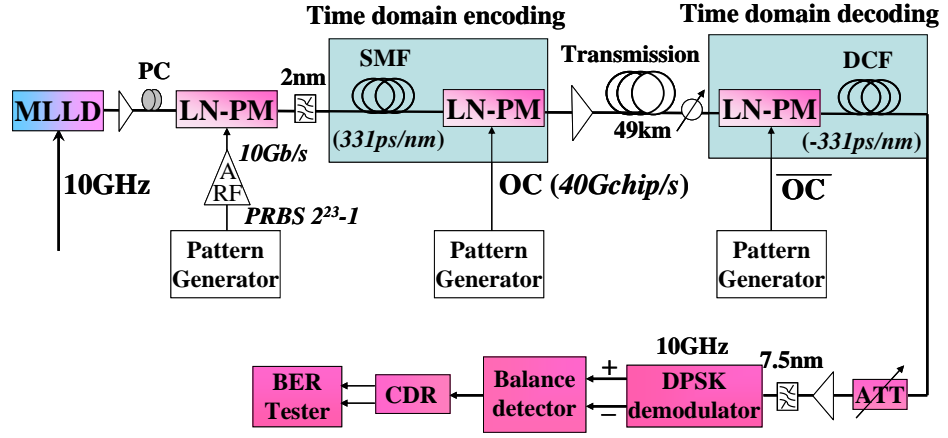 Time domain encoding
Time domain decoding
PC
2nm
SMF
Transmission
DCF
MLLD
LN-PM
LN-PM
LN-PM
(331ps/nm)
49km
(-331ps/nm)
10GHz
10Gb/s
A
RF
PRBS 2²³-1
OC (40Gchip/s)
O̅C̅
Pattern
Generator
Pattern
Generator
Pattern
Generator
10GHz
7.5nm
BER
Tester
CDR
Balance
detector
+
−
DPSK
demodulator
ATT